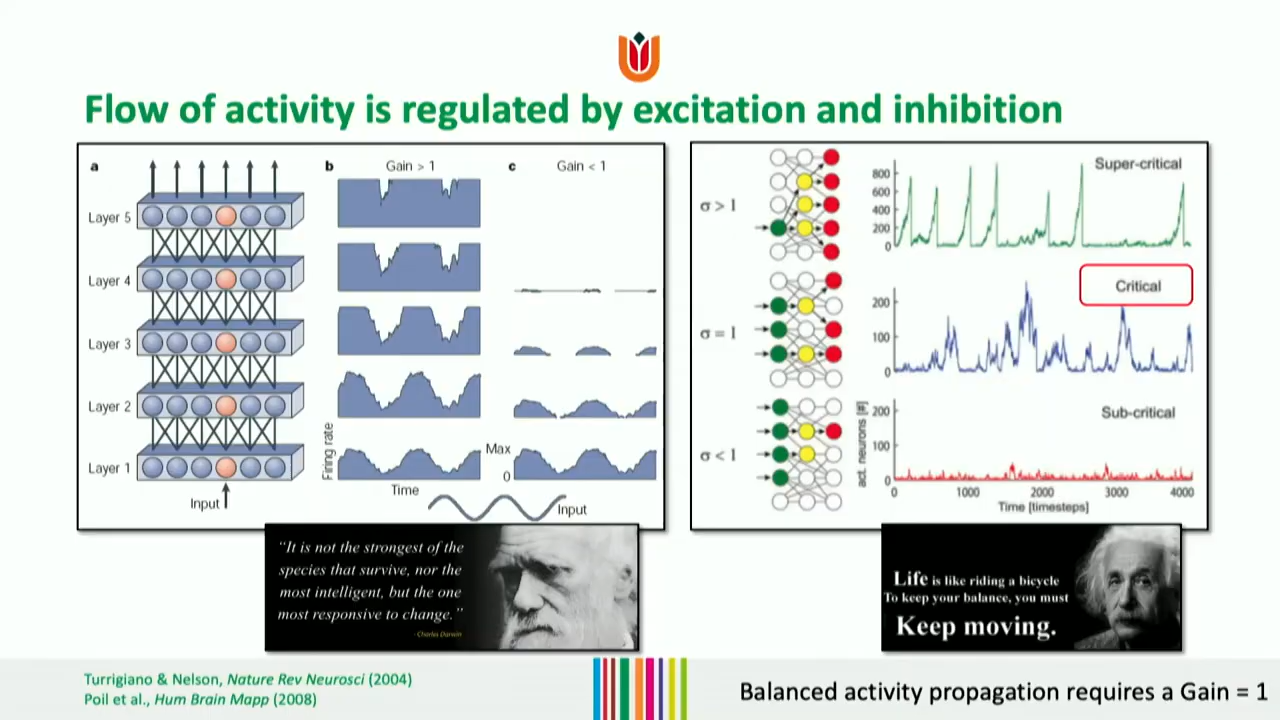 Flow of activity is regulated by excitation and inhibition
a
Layer 5
Layer 4
Layer 3
Layer 2
Layer 1
Input
b
Gain > 1
c
Gain < 1
Firing rate
Time
Max
0
Input
σ > 1
σ = 1
σ < 1
Super-critical
800
600
400
200
0
Critical
200
100
0
Sub-critical
200
100
0
act. neurons [#]
0 1000 2000 3000 4000
Time [timesteps]
"It is not the strongest of the
species that survive, nor the
most intelligent, but the one
most responsive to change."
- Charles Darwin
Life is like riding a bicycle
To keep your balance, you must
Keep moving.
Turrigiano & Nelson, Nature Rev Neurosci (2004)
Poil et al., Hum Brain Mapp (2008)
Balanced activity propagation requires a Gain = 1